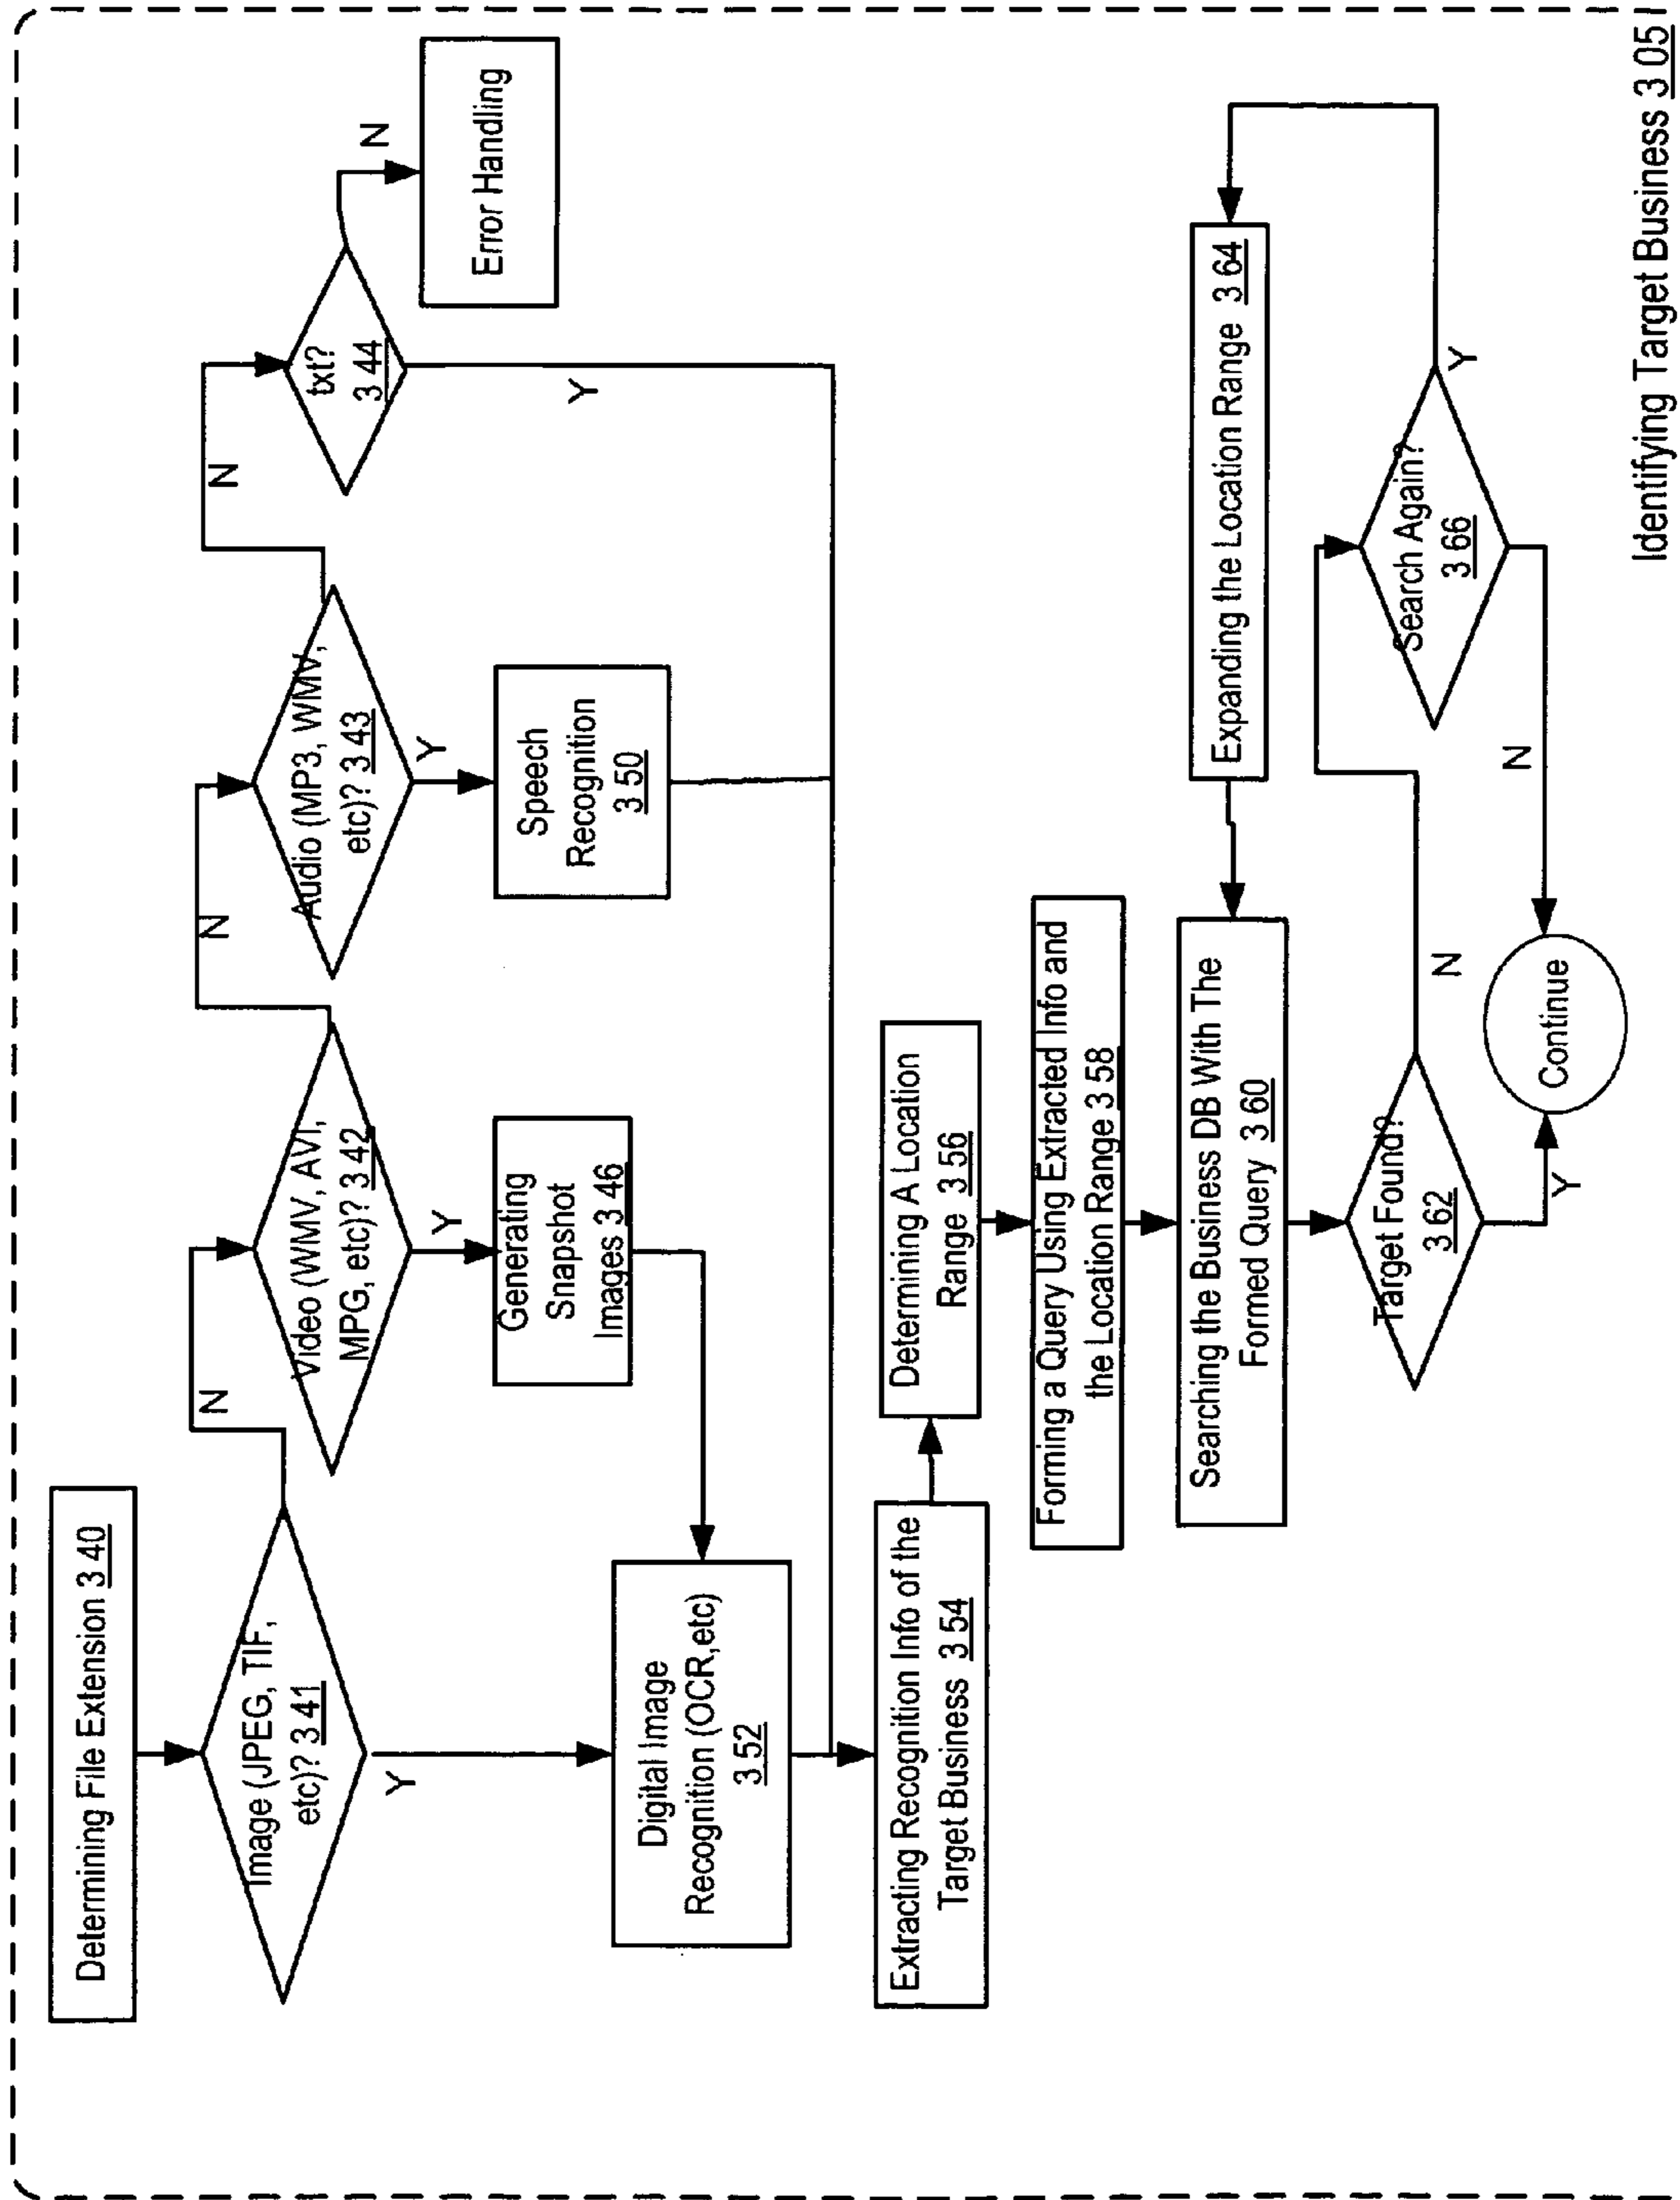 Determining File Extension 3 40
Image (JPEG, TIF,
etc)? 3 41
N
Y
Video (WMV, AVI,
MPG, etc)? 3 42
N
Y
Audio (MP3, WMV,
etc)? 3 43
N
Y
txt?
3 44
N
Y
Error Handling
Generating
Snapshot
Images 3 46
Speech
Recognition
3 50
Digital Image
Recognition (OCR,etc)
3 52
Extracting Recognition Info of the
Target Business 3 54
Determining A Location
Range 3 56
Forming a Query Using Extracted Info and
the Location Range 3 58
Searching the Business DB With The
Formed Query 3 60
Expanding the Location Range 3 64
Target Found?
3 62
N
Y
Search Again?
3 66
Y
N
Continue
Identifying Target Business 3 05